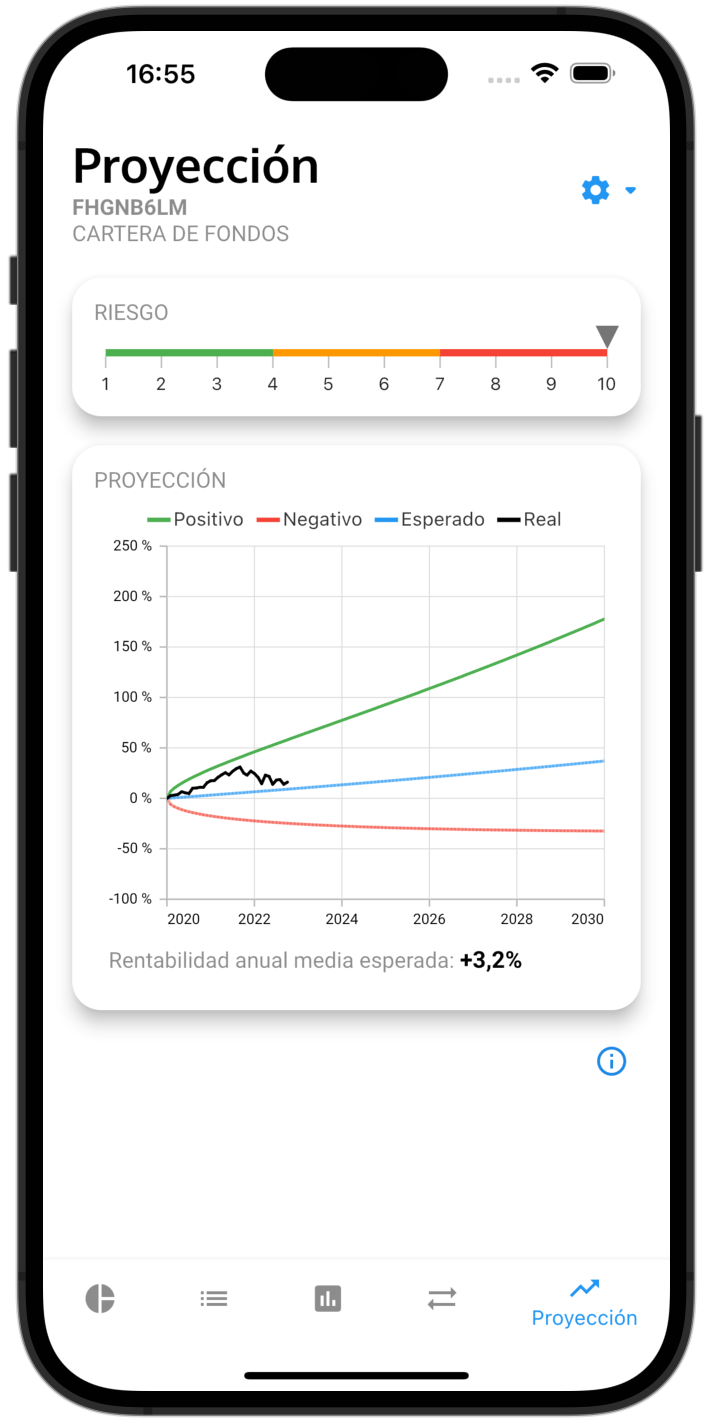 16:55
Proyección
FHGNB6LM
CARTERA DE FONDOS
RIESGO
1 2 3 4 5 6 7 8 9 10
PROYECCIÓN
Positivo Negativo Esperado Real
250 %
200 %
150 %
100 %
50 %
0 %
-50 %
-100 %
2020 2022 2024 2026 2028 2030
Rentabilidad anual media esperada: +3,2%
Proyección